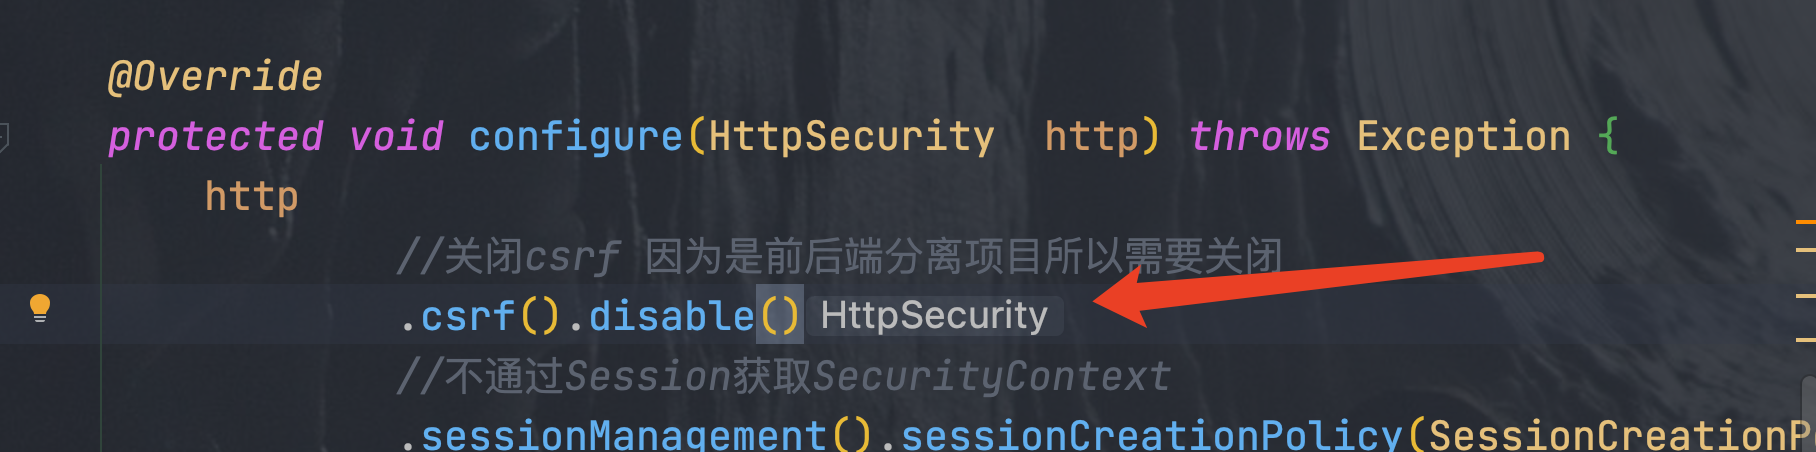 @Override
protected void configure(HttpSecurity  http) throws Exception {
http
//关闭csrf 因为是前后端分离项目所以需要关闭
.csrf().disable() HttpSecurity
//不通过Session获取SecurityContext
.sessionManagement().sessionCreationPolicy(SessionCreationP